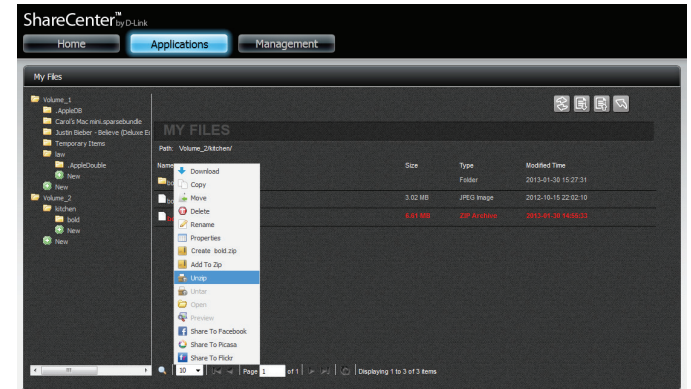 ShareCenter™ by D-Link
Home Applications Management
My Files
Volume_1
.AppleDB
Carol's Mac mini.sparsebundle
Justin Bieber - Believe (Deluxe Ed
Temporary Items
law
.AppleDouble
New
New
Volume_2
kitchen
bold
New
New
MY FILES
Path: Volume_2/kitchen/
Name Size Type Modified Time
Folder 2013-01-30 15:27:31
3.02 MB JPEG Image 2012-10-15 22:02:10
ZIP Archive 2013-01-30 14:55:33
Download
Copy
Move
Delete
Rename
Properties
Create bold.zip
Add To Zip
Unzip
Untar
Open
Preview
Share To Facebook
Share To Picasa
Share To Flickr
10 Page 1 of 1 Displaying 1 to 3 of 3 items